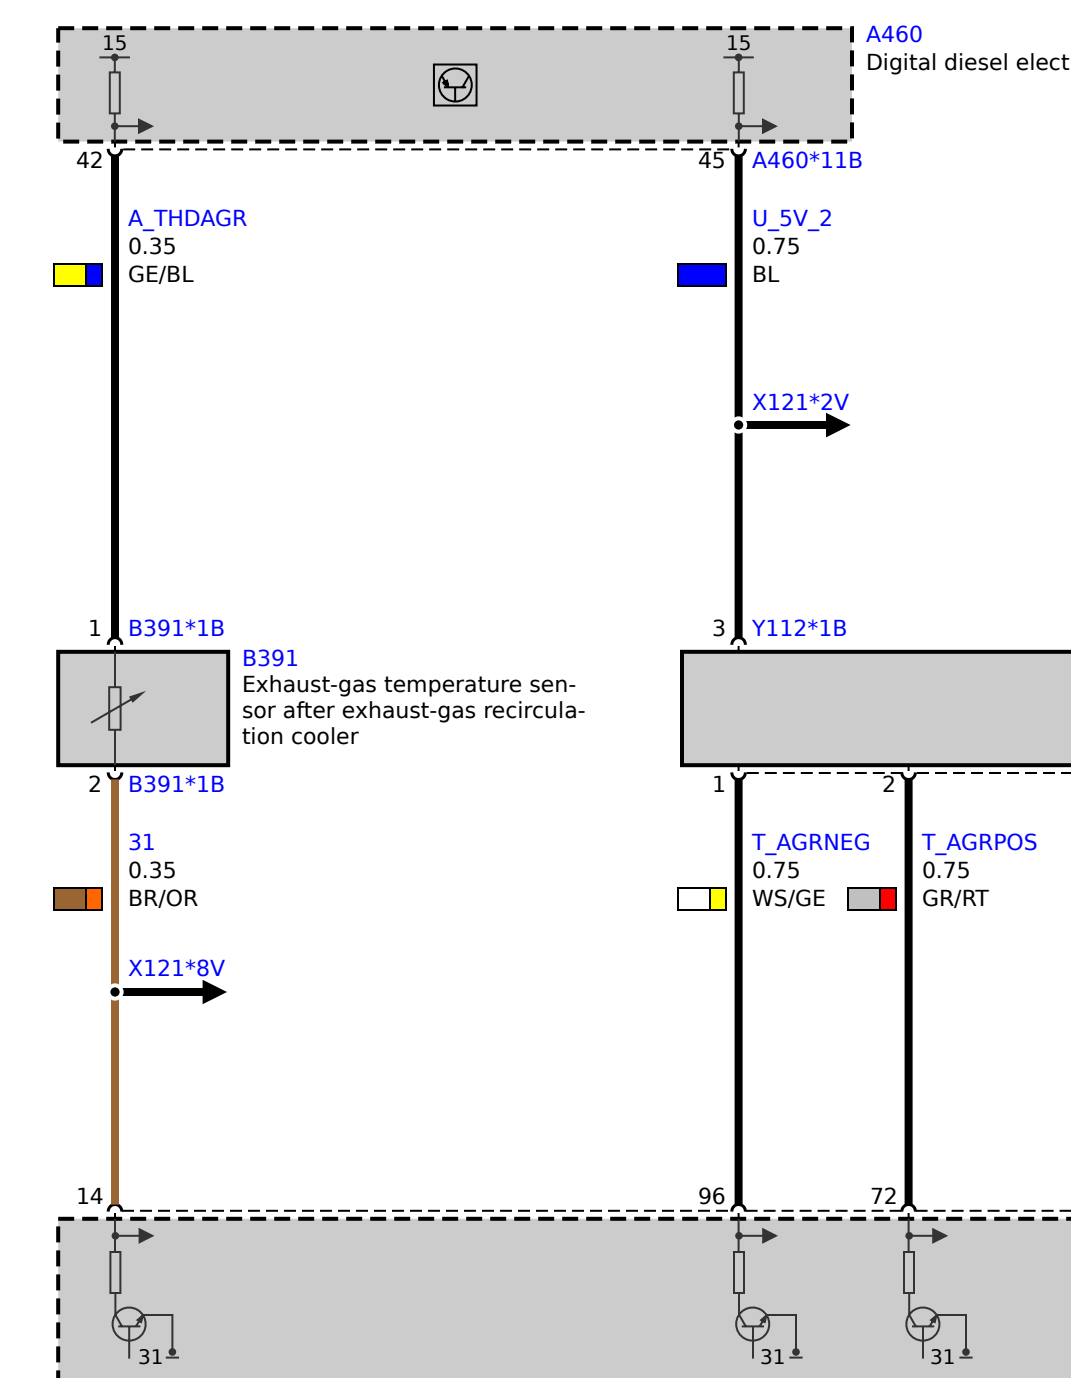 15
15
A460
Digital diesel elect
42
45
A460*11B
A_THDAGR
0.35
GE/BL
U_5V_2
0.75
BL
X121*2V
1
B391*1B
3
Y112*1B
B391
Exhaust-gas temperature sen-
sor after exhaust-gas recircula-
tion cooler
2
B391*1B
1
2
31
0.35
BR/OR
T_AGRNEG
0.75
WS/GE
T_AGRPOS
0.75
GR/RT
X121*8V
14
96
72
31
31
31